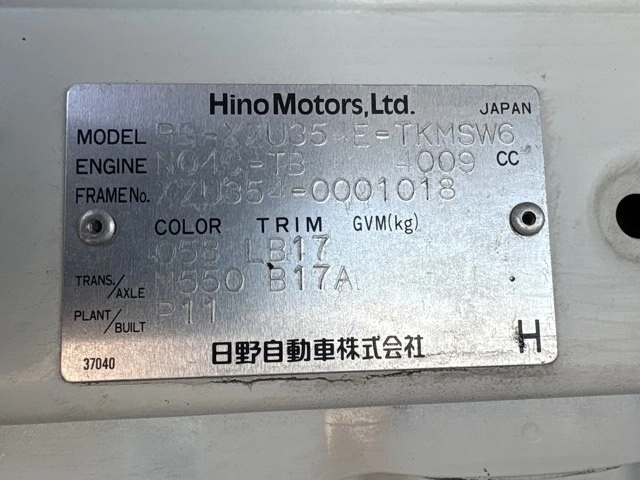 Hino Motors, Ltd. JAPAN
MODEL PB-XZU354E-TKMSW6
ENGINE N04C-TB 4009 CC
FRAME No. XZU354-0001018
COLOR TRIM GVM(kg)
058 LB17
TRANS./AXLE M550 B17A
PLANT/BUILT P11
37040 日野自動車株式会社 H